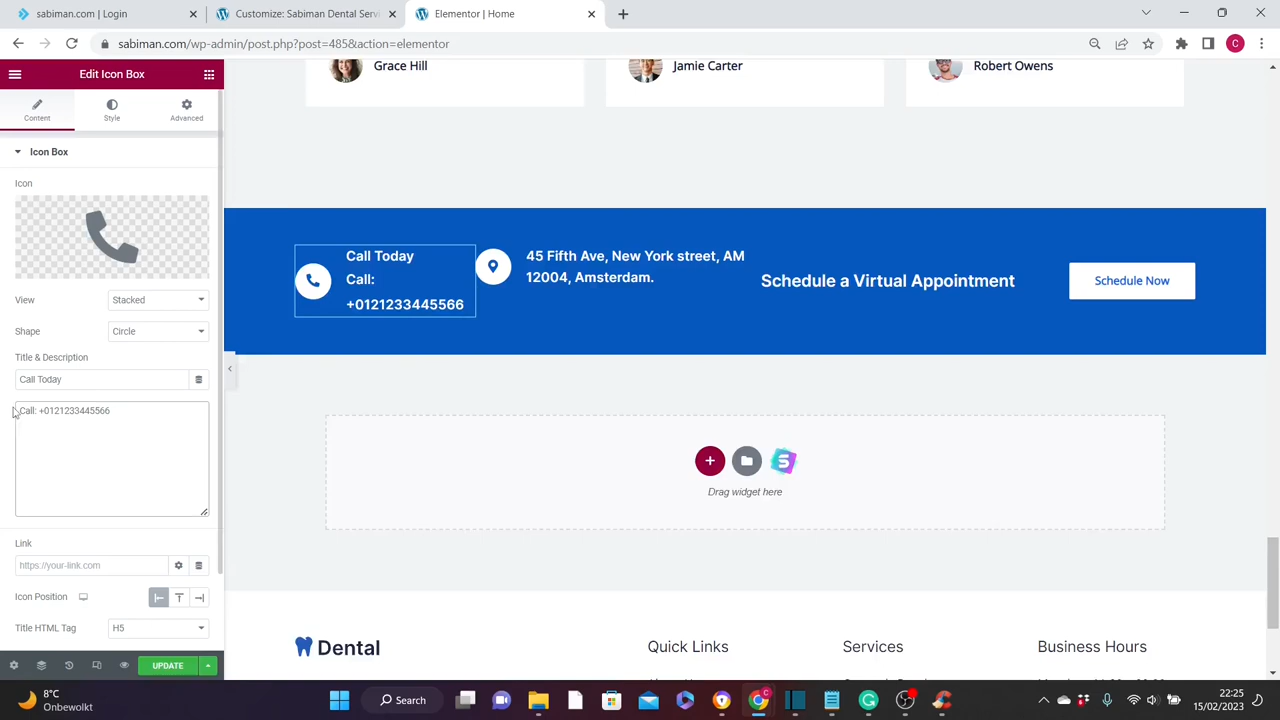 sabiman.com | Login
Customize: Sabiman Dental Servi
Elementor | Home
sabiman.com/wp-admin/post.php?post=485&action=elementor
C
Edit Icon Box
Content
Style
Advanced
Icon Box
Icon
View
Stacked
Shape
Circle
Title & Description
Call Today
Call: +0121233445566
Link
https://your-link.com
Icon Position
Title HTML Tag
H5
UPDATE
Grace Hill
Jamie Carter
Robert Owens
Call Today
Call:
+0121233445566
45 Fifth Ave, New York street, AM
12004, Amsterdam.
Schedule a Virtual Appointment
Schedule Now
Drag widget here
Dental
Quick Links
Services
Business Hours
8°C
Onbewolkt
Search
22:25
15/02/2023